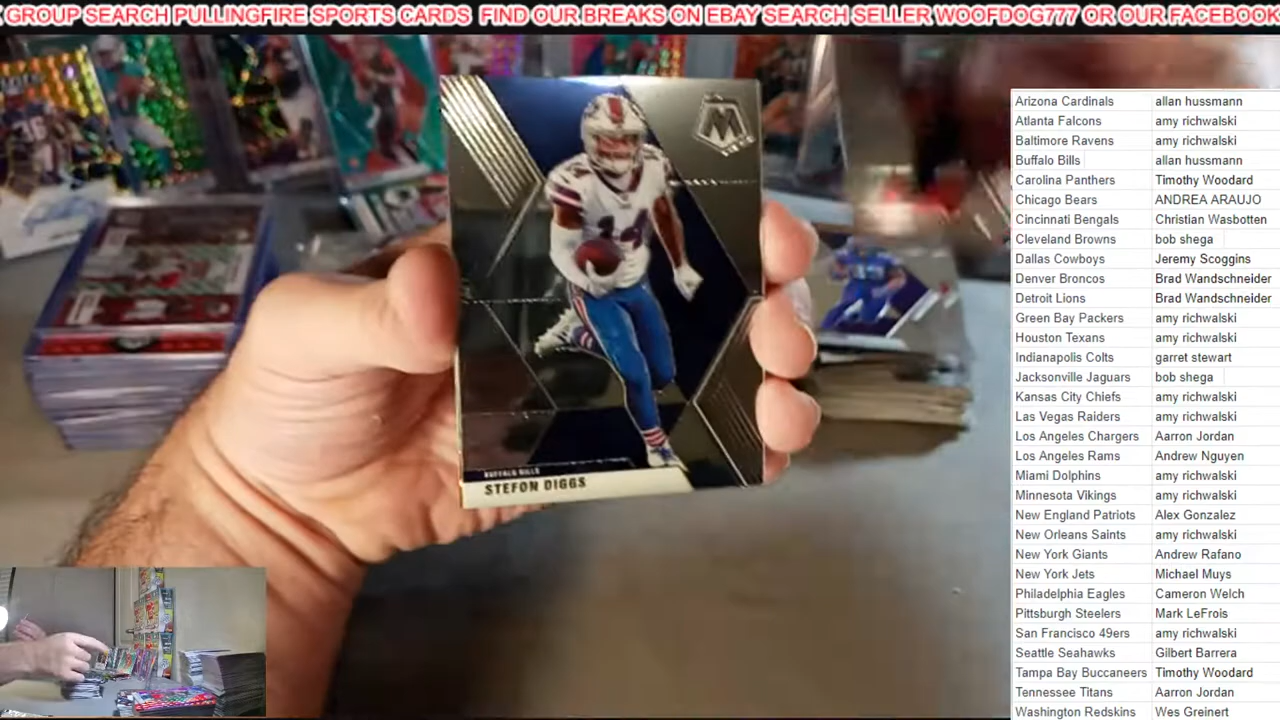 GROUP SEARCH PULLINGFIRE SPORTS CARDS FIND OUR BREAKS ON EBAY SEARCH SELLER WOOFDOG777 OR OUR FACEBOOK
M
14
BUFFALO BILLS
STEFON DIGGS
Arizona Cardinals allan hussmann
Atlanta Falcons amy richwalski
Baltimore Ravens amy richwalski
Buffalo Bills allan hussmann
Carolina Panthers Timothy Woodard
Chicago Bears ANDREA ARAUJO
Cincinnati Bengals Christian Wasbotten
Cleveland Browns bob shega
Dallas Cowboys Jeremy Scoggins
Denver Broncos Brad Wandschneider
Detroit Lions Brad Wandschneider
Green Bay Packers amy richwalski
Houston Texans amy richwalski
Indianapolis Colts garret stewart
Jacksonville Jaguars bob shega
Kansas City Chiefs amy richwalski
Las Vegas Raiders amy richwalski
Los Angeles Chargers Aarron Jordan
Los Angeles Rams Andrew Nguyen
Miami Dolphins amy richwalski
Minnesota Vikings amy richwalski
New England Patriots Alex Gonzalez
New Orleans Saints amy richwalski
New York Giants Andrew Rafano
New York Jets Michael Muys
Philadelphia Eagles Cameron Welch
Pittsburgh Steelers Mark LeFrois
San Francisco 49ers amy richwalski
Seattle Seahawks Gilbert Barrera
Tampa Bay Buccaneers Timothy Woodard
Tennessee Titans Aarron Jordan
Washington Redskins Wes Greinert